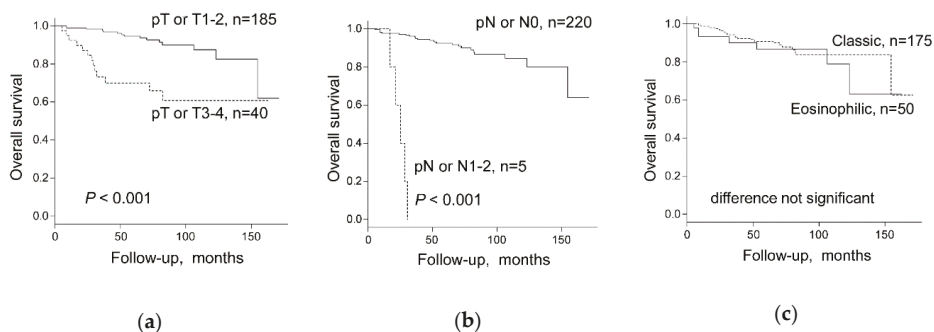 pT or T1-2, n=185
1.0
0.8
0.6
0.4
0.2
0.0
Overall survival
pT or T3-4, n=40
P < 0.001
0 50 100 150
Follow-up, months
(a)
pN or N0, n=220
1.0
0.8
0.6
0.4
0.2
0.0
Overall survival
pN or N1-2, n=5
P < 0.001
0 50 100 150
Follow-up, months
(b)
1.0
0.8
0.6
0.4
0.2
0.0
Overall survival
Classic, n=175
Eosinophilic, n=50
difference not significant
0 50 100 150
Follow-up, months
(c)